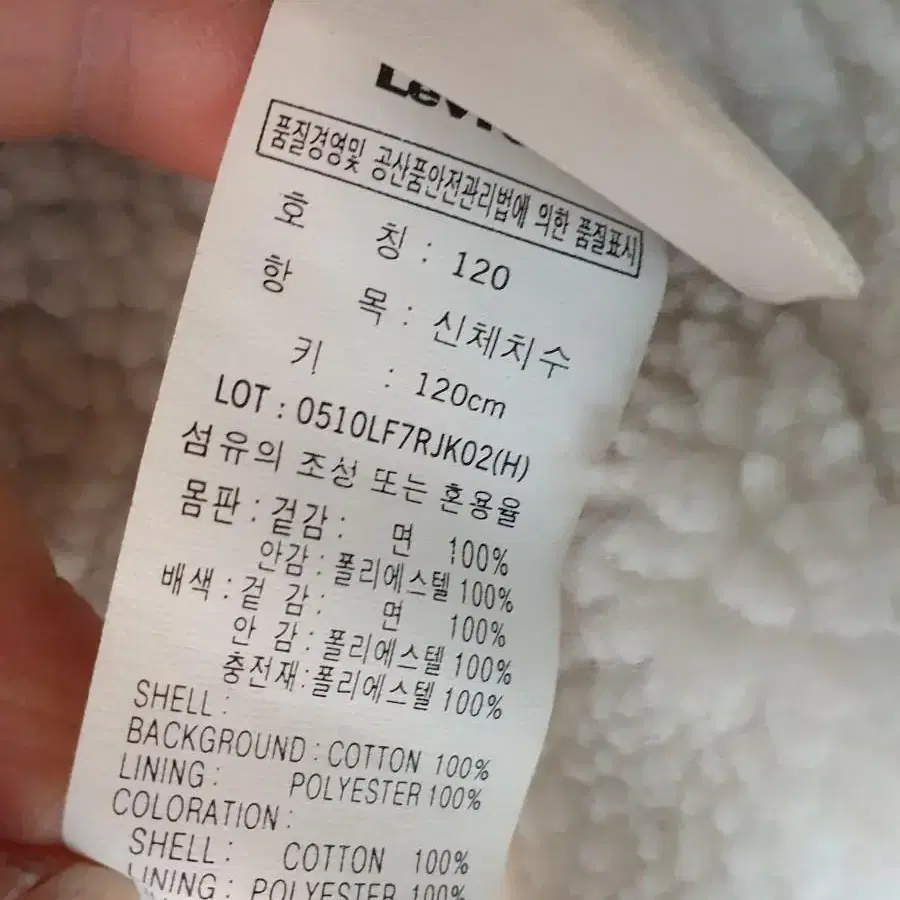 품질경영및 공산품안전관리법에 의한 품질표시
호 칭 : 120
항 목 : 신체치수
키 : 120cm
LOT : 0510LF7RJK02(H)
섬유의 조성 또는 혼용율
몸판 : 겉감 : 면 100%
안감 : 폴리에스텔 100%
배색 : 겉 감 : 면 100%
안 감 : 폴리에스텔 100%
충전재 : 폴리에스텔 100%
SHELL :
BACKGROUND : COTTON 100%
LINING : POLYESTER 100%
COLORATION :
SHELL : COTTON 100%
LINING : POLYESTER 100%